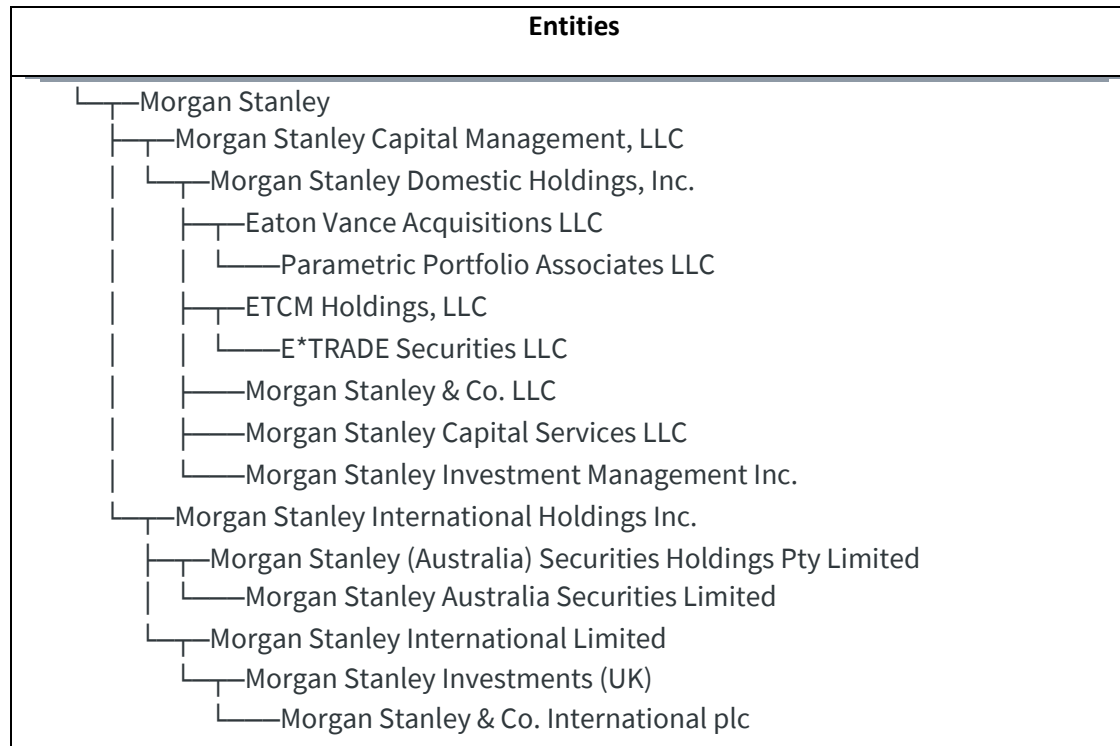 Entities
Morgan Stanley
Morgan Stanley Capital Management, LLC
Morgan Stanley Domestic Holdings, Inc.
Eaton Vance Acquisitions LLC
Parametric Portfolio Associates LLC
ETCM Holdings, LLC
E*TRADE Securities LLC
Morgan Stanley & Co. LLC
Morgan Stanley Capital Services LLC
Morgan Stanley Investment Management Inc.
Morgan Stanley International Holdings Inc.
Morgan Stanley (Australia) Securities Holdings Pty Limited
Morgan Stanley Australia Securities Limited
Morgan Stanley International Limited
Morgan Stanley Investments (UK)
Morgan Stanley & Co. International plc